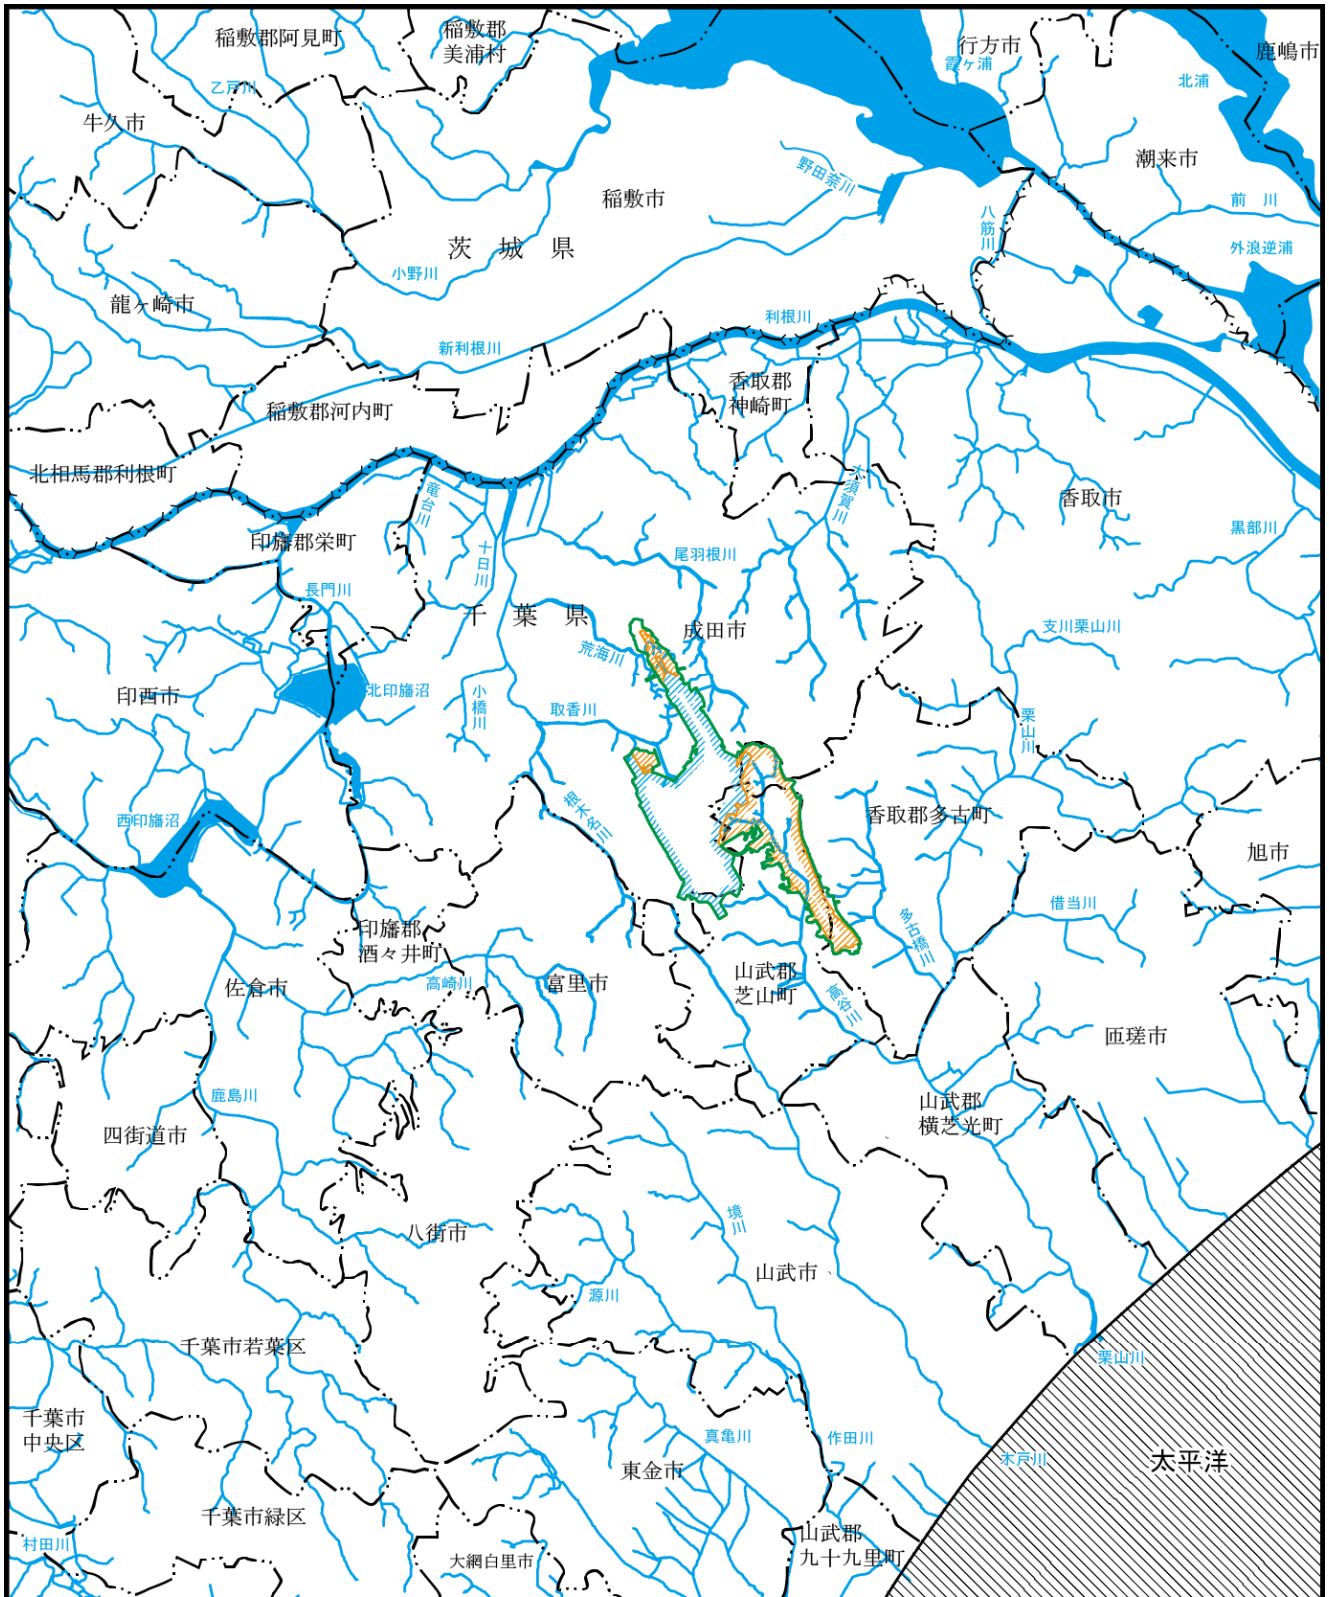 稲敷郡阿見町
稲敷郡
美浦村
行方市
霞ヶ浦
鹿嶋市
北浦
乙戸川
牛久市
潮来市
野田奈川
稲敷市
前川
八筋川
茨城県
外浪逆浦
小野川
龍ヶ崎市
利根川
新利根川
香取郡
神崎町
稲敷郡河内町
北相馬郡利根町
大須賀川
香取市
竜台川
黒部川
印旛郡栄町
十日川
尾羽根川
長門川
千葉県
成田市
支川栗山川
荒海川
印西市
北印旛沼
小橋川
取香川
栗山川
根木名川
香取郡多古町
西印旛沼
旭市
借当川
多古橋川
印旛郡
酒々井町
山武郡
芝山町
佐倉市
高崎川
富里市
高谷川
匝瑳市
鹿島川
山武郡
横芝光町
四街道市
境川
八街市
山武市
源川
千葉市若葉区
栗山川
千葉市
中央区
真亀川
作田川
木戸川
太平洋
東金市
千葉市緑区
山武郡
九十九里町
村田川
大網白里市